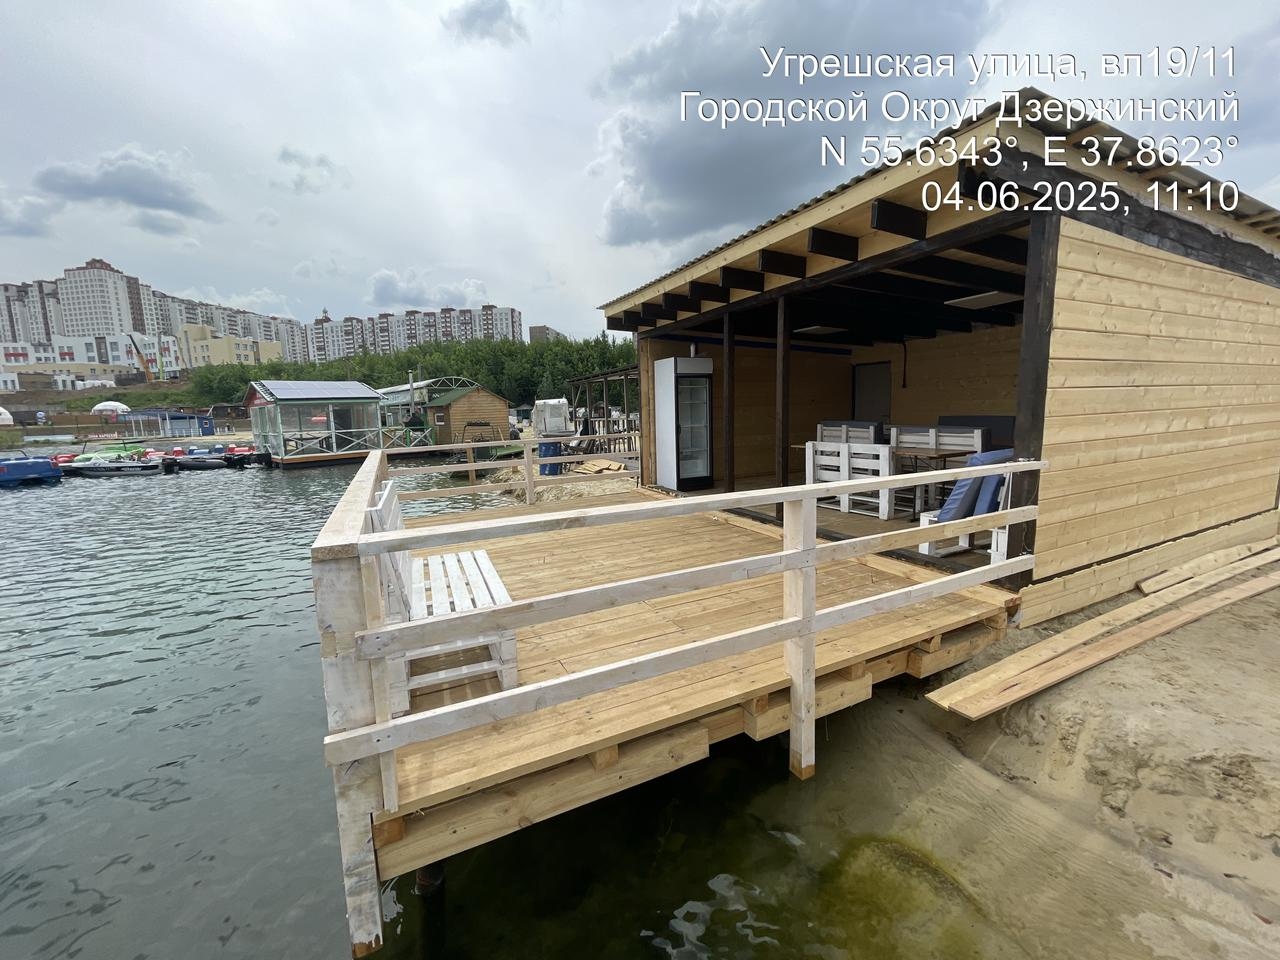 Угрешская улица, вл19/11
Городской Округ Дзержинский
N 55.6343°, E 37.8623°
04.06.2025, 11:10